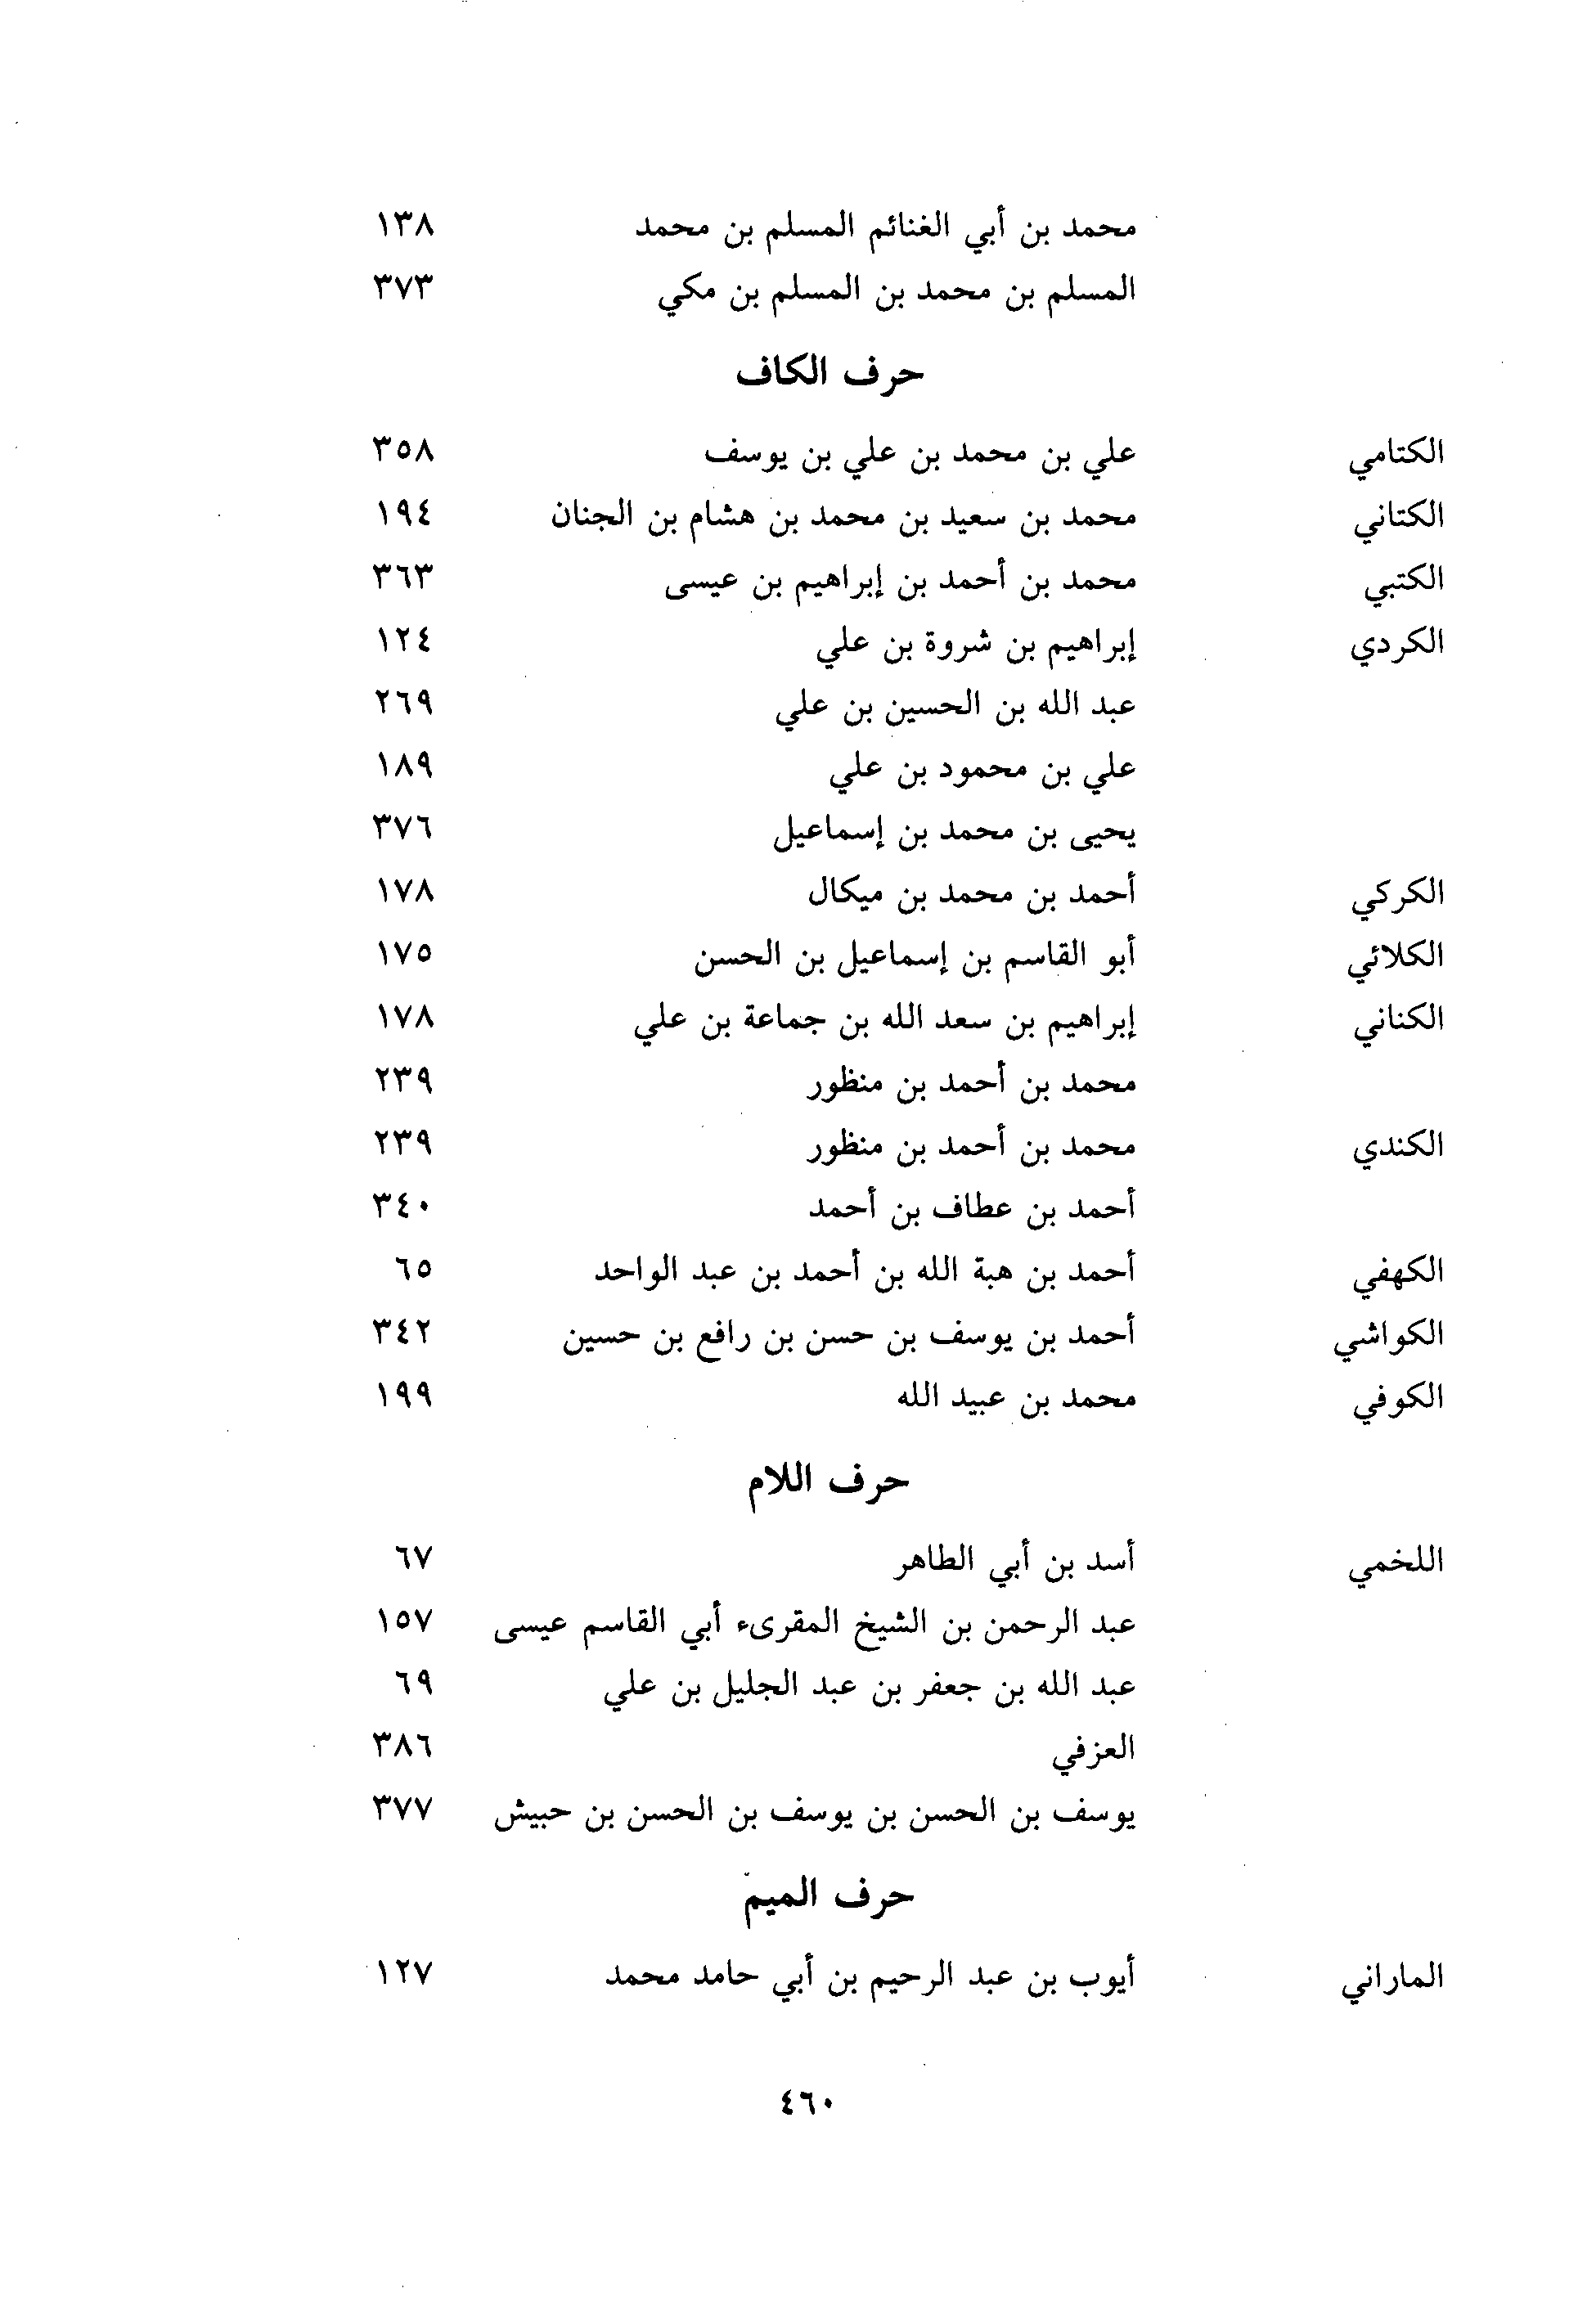 محمد بن أبي الغنائم المسلم بن محمد ١٣٨
المسلم بن محمد بن المسلم بن مكي ٣٧٣
حرف الكاف
الكتامي علي بن محمد بن علي بن يوسف ٣٥٨
الكتاني محمد بن سعيد بن محمد بن هشام بن الجنان ١٩٤
الكتبي محمد بن أحمد بن إبراهيم بن عيسى ٣٦٣
الكردي إبراهيم بن شروة بن علي ١٢٤
عبد الله بن الحسين بن علي ٢٦٩
علي بن محمود بن علي ١٨٩
يحيى بن محمد بن إسماعيل ٣٧٦
الكركي أحمد بن محمد بن ميكال ١٧٨
الكلائي أبو القاسم بن إسماعيل بن الحسن ١٧٥
الكناني إبراهيم بن سعد الله بن جماعة بن علي ١٧٨
محمد بن أحمد بن منظور ٢٣٩
الكندي محمد بن أحمد بن منظور ٢٣٩
أحمد بن عطاف بن أحمد ٣٤٠
الكهفي أحمد بن هبة الله بن أحمد بن عبد الواحد ٦٥
الكواشي أحمد بن يوسف بن حسن بن رافع بن حسين ٣٤٢
الكوفي محمد بن عبيد الله ١٩٩
حرف اللام
اللخمي أسد بن أبي الطاهر ٦٧
عبد الرحمن بن الشيخ المقرىء أبي القاسم عيسى ١٥٧
عبد الله بن جعفر بن عبد الجليل بن علي ٦٩
العزفي ٣٨٦
يوسف بن الحسن بن يوسف بن الحسن بن حبيش ٣٧٧
حرف الميم
الماراني أيوب بن عبد الرحيم بن أبي حامد محمد ١٢٧
٤٦٠